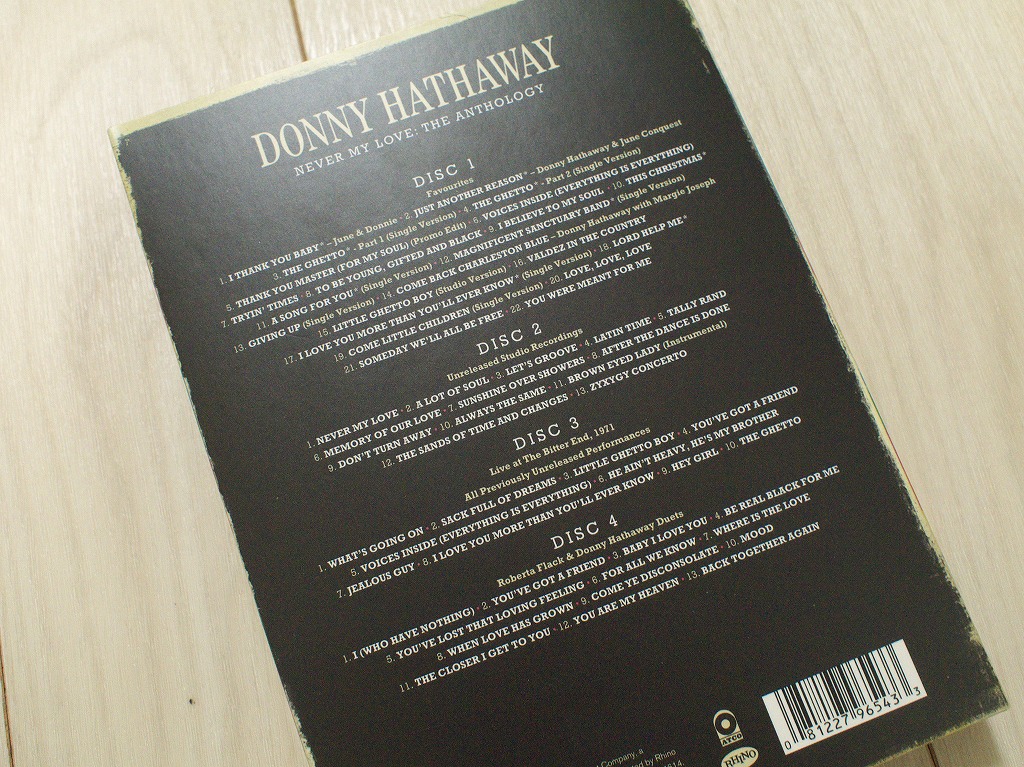 DONNY HATHAWAY
NEVER MY LOVE: THE ANTHOLOGY
DISC 1
Favourites
1. I THANK YOU BABY* – June & Donnie · 2. JUST ANOTHER REASON* – Donny Hathaway & June Conquest
3. THE GHETTO* - Part 1 (Single Version) · 4. THE GHETTO* - Part 2 (Single Version)
5. THANK YOU MASTER (FOR MY SOUL) (Promo Edit) · 6. VOICES INSIDE (EVERYTHING IS EVERYTHING)
7. TRYIN' TIMES · 8. TO BE YOUNG, GIFTED AND BLACK · 9. I BELIEVE TO MY SOUL · 10. THIS CHRISTMAS*
11. A SONG FOR YOU* (Single Version) · 12. MAGNIFICENT SANCTUARY BAND* (Single Version)
13. GIVING UP (Single Version) · 14. COME BACK CHARLESTON BLUE – Donny Hathaway with Margie Joseph
15. LITTLE GHETTO BOY (Studio Version) · 16. VALDEZ IN THE COUNTRY
17. I LOVE YOU MORE THAN YOU'LL EVER KNOW* (Single Version) · 18. LORD HELP ME*
19. COME LITTLE CHILDREN (Single Version) · 20. LOVE, LOVE, LOVE
21. SOMEDAY WE'LL ALL BE FREE · 22. YOU WERE MEANT FOR ME
DISC 2
Unreleased Studio Recordings
1. NEVER MY LOVE · 2. A LOT OF SOUL · 3. LET'S GROOVE · 4. LATIN TIME · 5. TALLY RAND
6. MEMORY OF OUR LOVE · 7. SUNSHINE OVER SHOWERS · 8. AFTER THE DANCE IS DONE
9. DON'T TURN AWAY · 10. ALWAYS THE SAME · 11. BROWN EYED LADY (Instrumental)
12. THE SANDS OF TIME AND CHANGES · 13. ZYXYGY CONCERTO
DISC 3
Live at The Bitter End, 1971
All Previously Unreleased Performances
1. WHAT'S GOING ON · 2. SACK FULL OF DREAMS · 3. LITTLE GHETTO BOY · 4. YOU'VE GOT A FRIEND
5. VOICES INSIDE (EVERYTHING IS EVERYTHING) · 6. HE AIN'T HEAVY, HE'S MY BROTHER
7. JEALOUS GUY · 8. I LOVE YOU MORE THAN YOU'LL EVER KNOW · 9. HEY GIRL · 10. THE GHETTO
DISC 4
Roberta Flack & Donny Hathaway Duets
1. I (WHO HAVE NOTHING) · 2. YOU'VE GOT A FRIEND · 3. BABY I LOVE YOU · 4. BE REAL BLACK FOR ME
5. YOU'VE LOST THAT LOVING FEELING · 6. FOR ALL WE KNOW · 7. WHERE IS THE LOVE
8. WHEN LOVE HAS GROWN · 9. COME YE DISCONSOLATE · 10. MOOD
11. THE CLOSER I GET TO YOU · 12. YOU ARE MY HEAVEN · 13. BACK TOGETHER AGAIN
Company, a
by Rhino
ATCO
RHINO
0 81227 96543 3